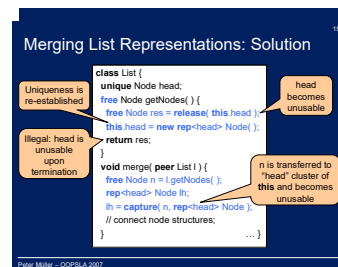 15
Merging List Representations: Solution
class List {
unique Node head;
free Node getNodes( ) {
free Node res = release( this.head );
this.head = new rep<head> Node( );
return res;
}
void merge( peer List l ) {
free Node n = l.getNodes( );
rep<head> Node lh;
lh = capture( n, rep<head> Node );
// connect node structures;
} … }
Uniqueness is
re-established
Illegal: head is
unusable
upon
termination
head
becomes
unusable
n is transferred to
"head" cluster of
this and becomes
unusable
Peter Müller – OOPSLA 2007